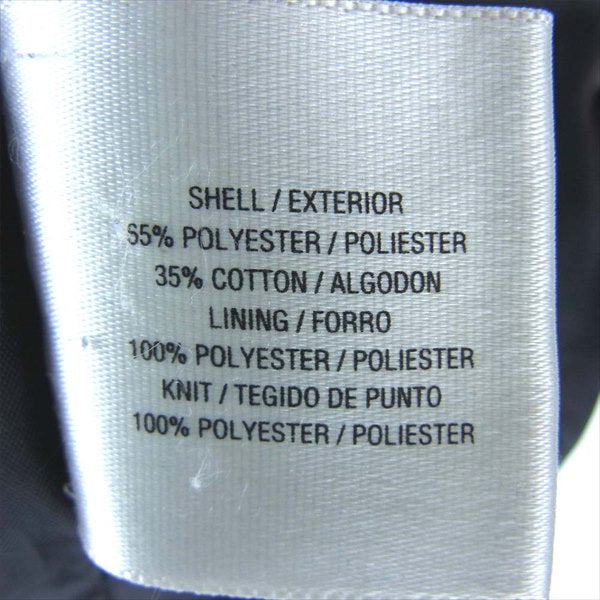 SHELL / EXTERIOR
65% POLYESTER / POLIESTER
35% COTTON / ALGODON
LINING / FORRO
100% POLYESTER / POLIESTER
KNIT / TEGIDO DE PUNTO
100% POLYESTER / POLIESTER